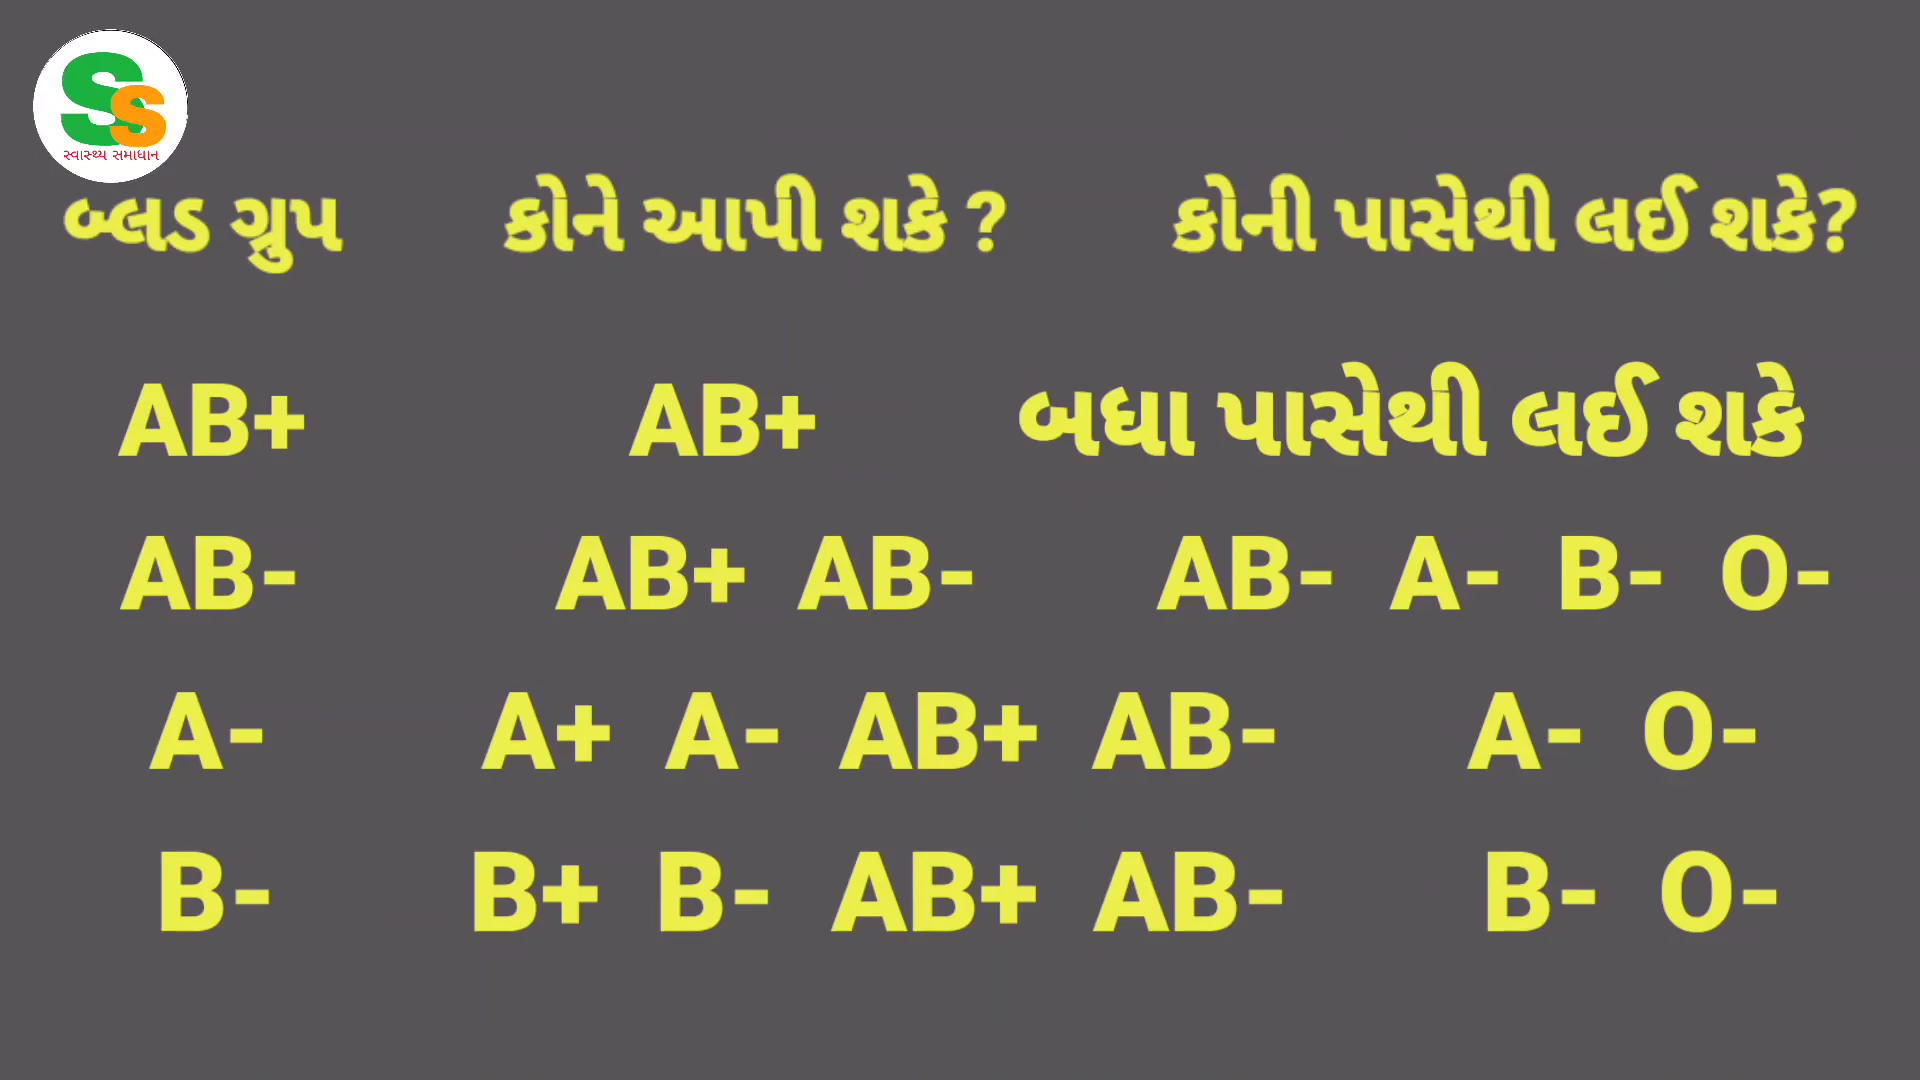 Ss
સ્વાસ્થ્ય સમાધાન
બ્લડ ગ્રુપ કોને આપી શકે ? કોની પાસેથી લઈ શકે?
AB+ AB+ બધા પાસેથી લઈ શકે
AB- AB+ AB- AB- A- B- O-
A- A+ A- AB+ AB- A- O-
B- B+ B- AB+ AB- B- O-